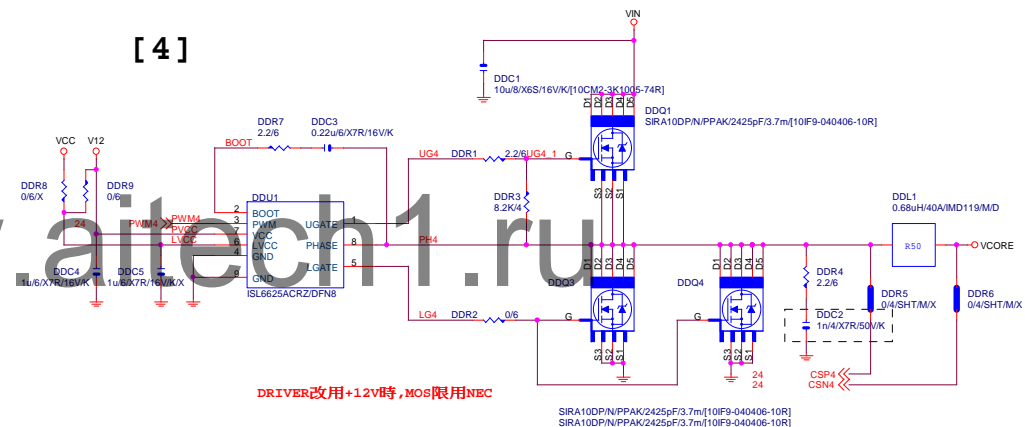 [4]
VIN
DDC1
10u/8/X6S/16V/K/[10CM2-3K1005-74R]
D1
D2
D3
D4
D5
DDQ1
SIRA10DP/N/PPAK/2425pF/3.7m/[10IF9-040406-10R]
DDR7
2.2/6
DDC3
0.22u/6/X7R/16V/K
VCC
V12
BOOT
UG4
DDR1
2.2/6
UG4_1
G
S3
S2
S1
DDR8
0/6/X
DDR9
0/6
DDR3
8.2K/4
DDU1
2
BOOT
3
PWM
7
VCC
6
LVCC
4
GND
9
GND
UGATE
1
PHASE
8
LGATE
5
ISL6625ACRZ/DFN8
24
PWM4
PWM4
PVCC
LVCC
PH4
DDL1
0.68uH/40A/IMD119/M/D
R50
VCORE
www.aitech1.ru
DDC4
1u/6/X7R/16V/K
DDC5
1u/6/X7R/16V/K/X
D1
D2
D3
D4
D5
DDQ3
D1
D2
D3
D4
D5
DDQ4
DDR4
2.2/6
DDR5
0/4/SHT/M/X
DDR6
0/4/SHT/M/X
LG4
DDR2
0/6
G
G
DDC2
1n/4/X7R/50V/K
S3
S2
S1
S3
S2
S1
24
CSP4
24
CSN4
DRIVER改用+12V時,MOS限用NEC
SIRA10DP/N/PPAK/2425pF/3.7m/[10IF9-040406-10R]
SIRA10DP/N/PPAK/2425pF/3.7m/[10IF9-040406-10R]